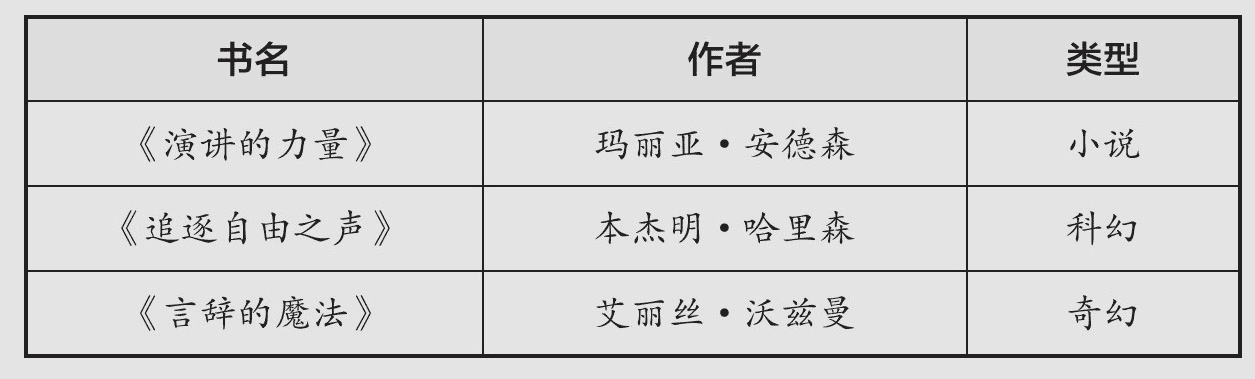 书名 作者 类型
《演讲的力量》 玛丽亚·安德森 小说
《追逐自由之声》 本杰明·哈里森 科幻
《言辞的魔法》 艾丽丝·沃兹曼 奇幻